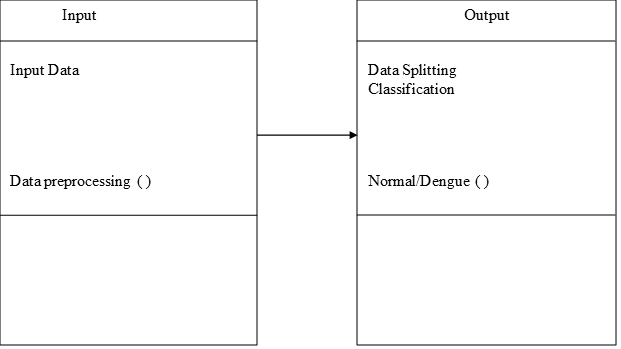 Input
Input Data
Data preprocessing ( )
Output
Data Splitting
Classification
Normal/Dengue ( )